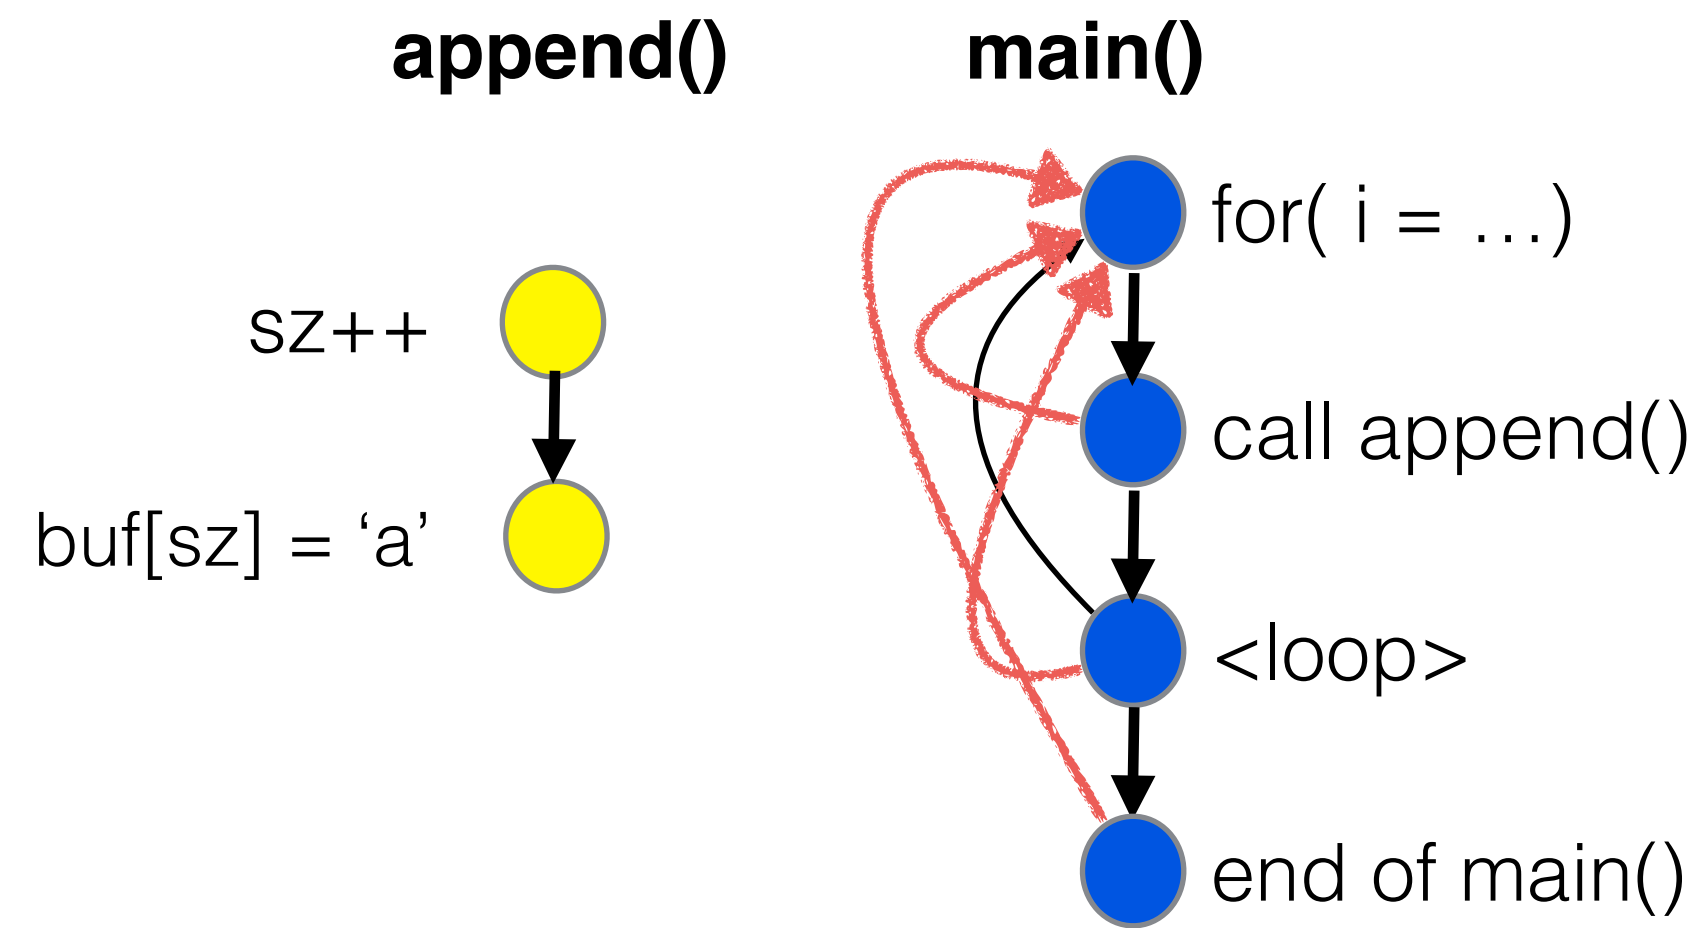 append()
main()
sz++
buf[sz] = ‘a’
for( i = …)
call append()
<loop>
end of main()